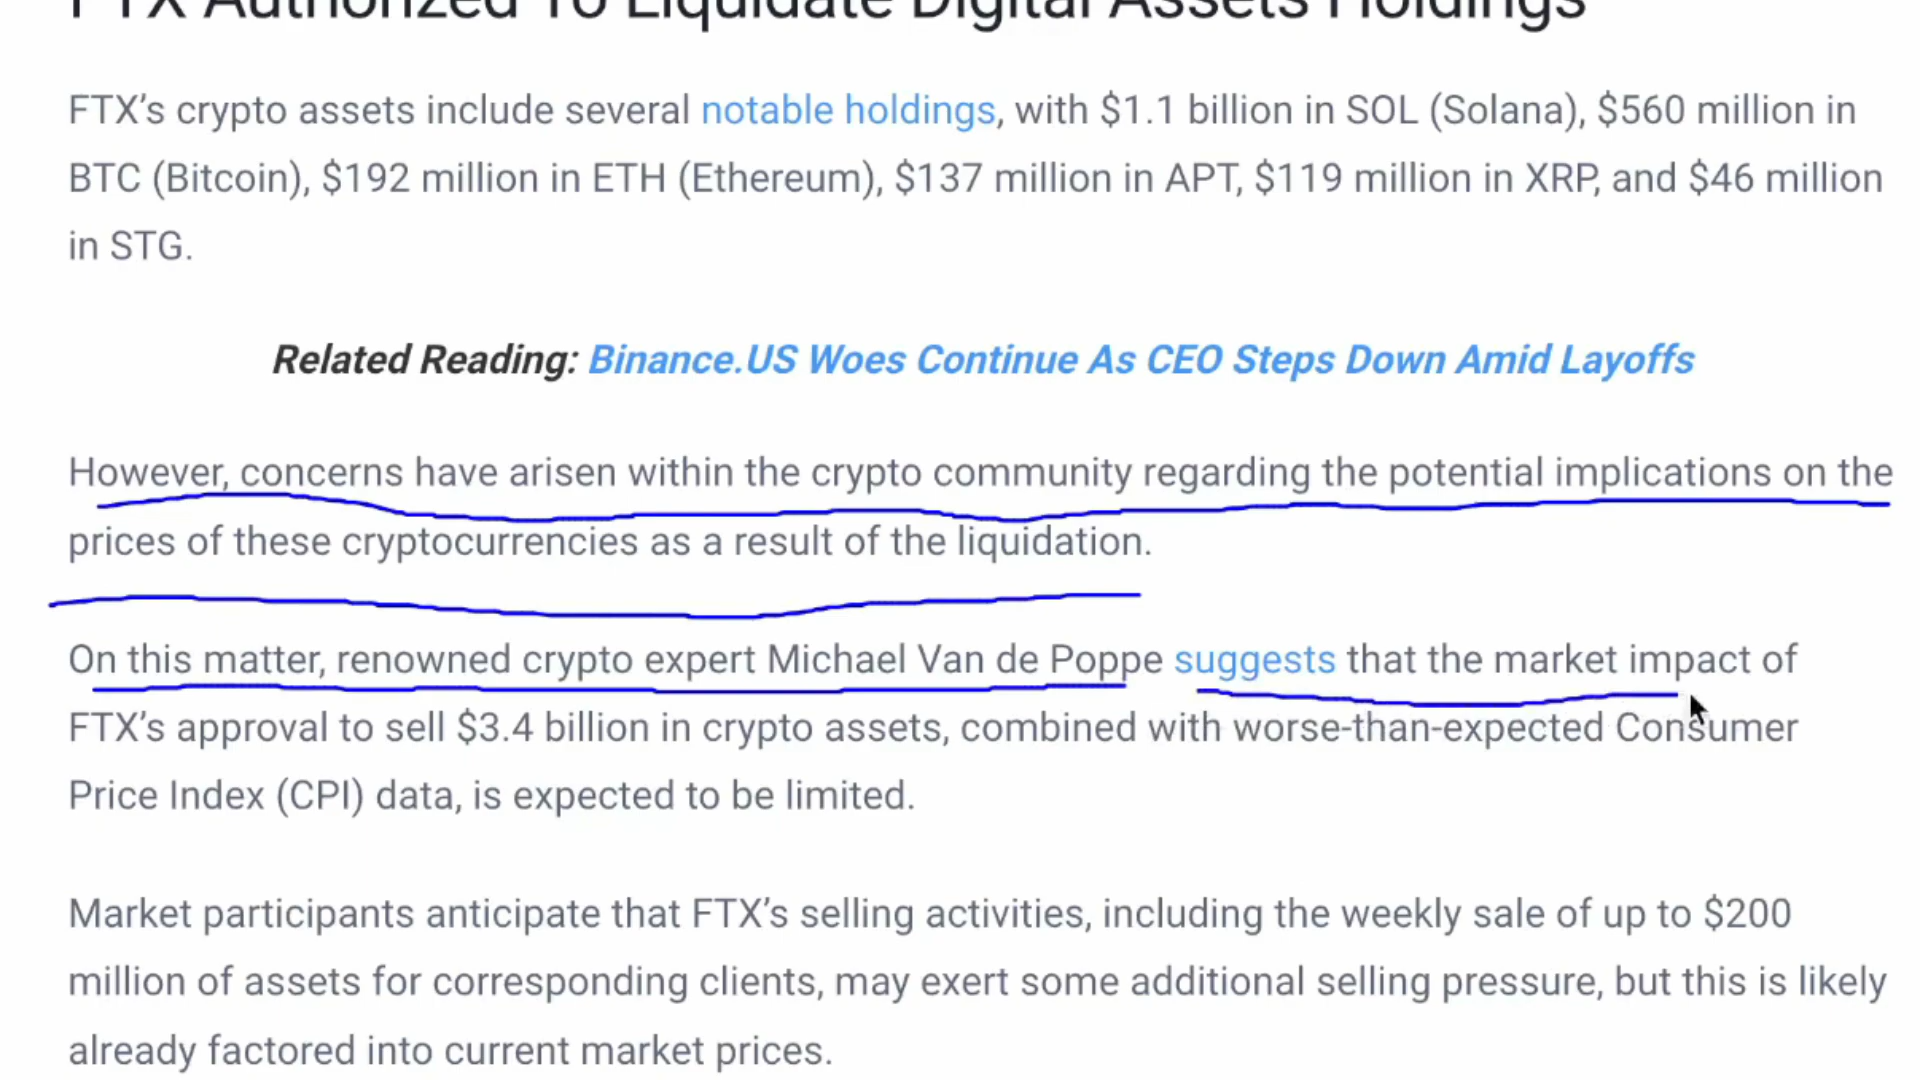 FTX Authorized To Liquidate Digital Assets Holdings
FTX’s crypto assets include several notable holdings, with $1.1 billion in SOL (Solana), $560 million in
BTC (Bitcoin), $192 million in ETH (Ethereum), $137 million in APT, $119 million in XRP, and $46 million
in STG.
Related Reading: Binance.US Woes Continue As CEO Steps Down Amid Layoffs
However, concerns have arisen within the crypto community regarding the potential implications on the
prices of these cryptocurrencies as a result of the liquidation.
On this matter, renowned crypto expert Michael Van de Poppe suggests that the market impact of
FTX’s approval to sell $3.4 billion in crypto assets, combined with worse-than-expected Consumer
Price Index (CPI) data, is expected to be limited.
Market participants anticipate that FTX’s selling activities, including the weekly sale of up to $200
million of assets for corresponding clients, may exert some additional selling pressure, but this is likely
already factored into current market prices.